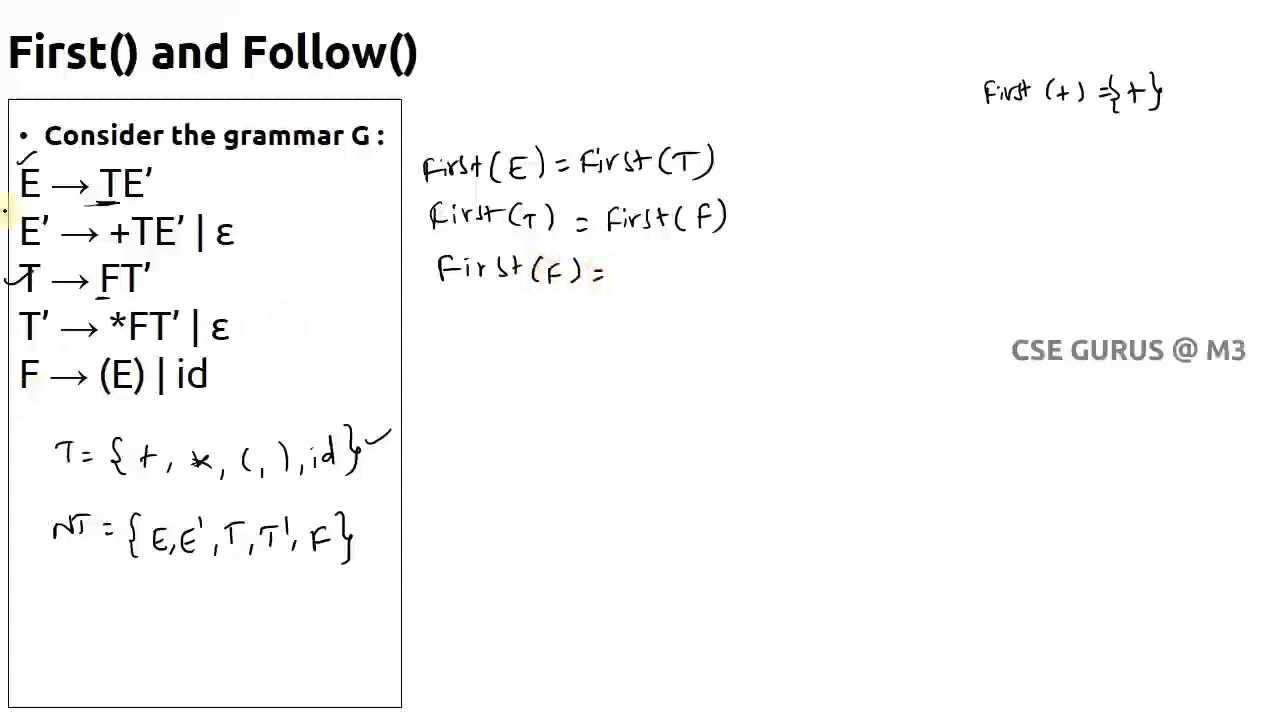 First() and Follow()
First (+) = {+}
• Consider the grammar G :
E → TE’
E’ → +TE’ | ε
T → FT’
T’ → *FT’ | ε
F → (E) | id
T = { +, *, (, ), id}
NT = { E, E', T, T', F}
First(E) = First(T)
First(T) = First(F)
First(F) =
CSE GURUS @ M3